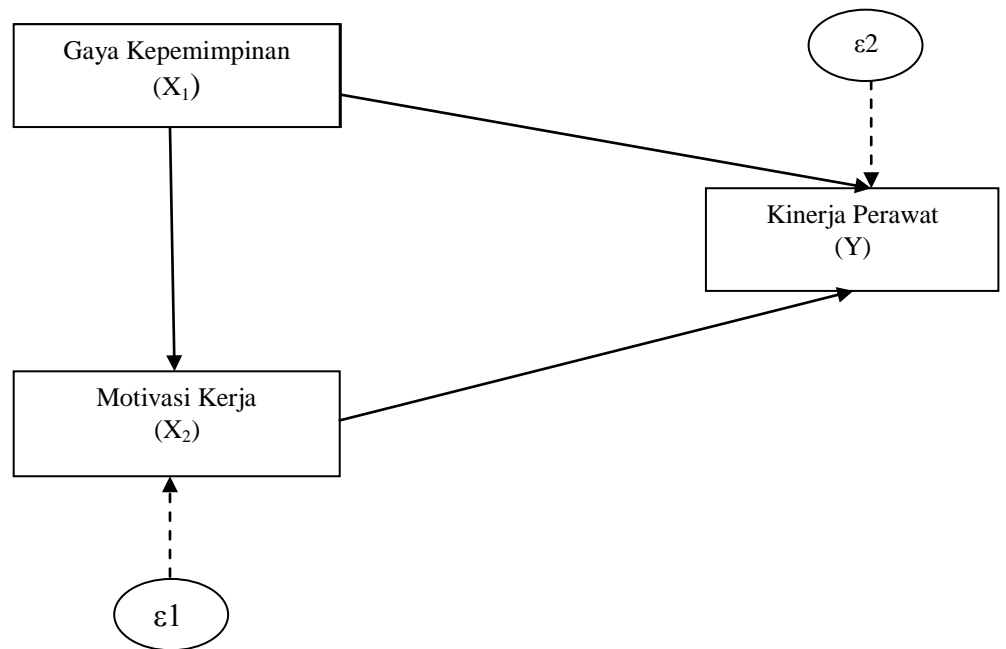 Gaya Kepemimpinan
(X₁)
ε2
Kinerja Perawat
(Y)
Motivasi Kerja
(X₂)
ε1